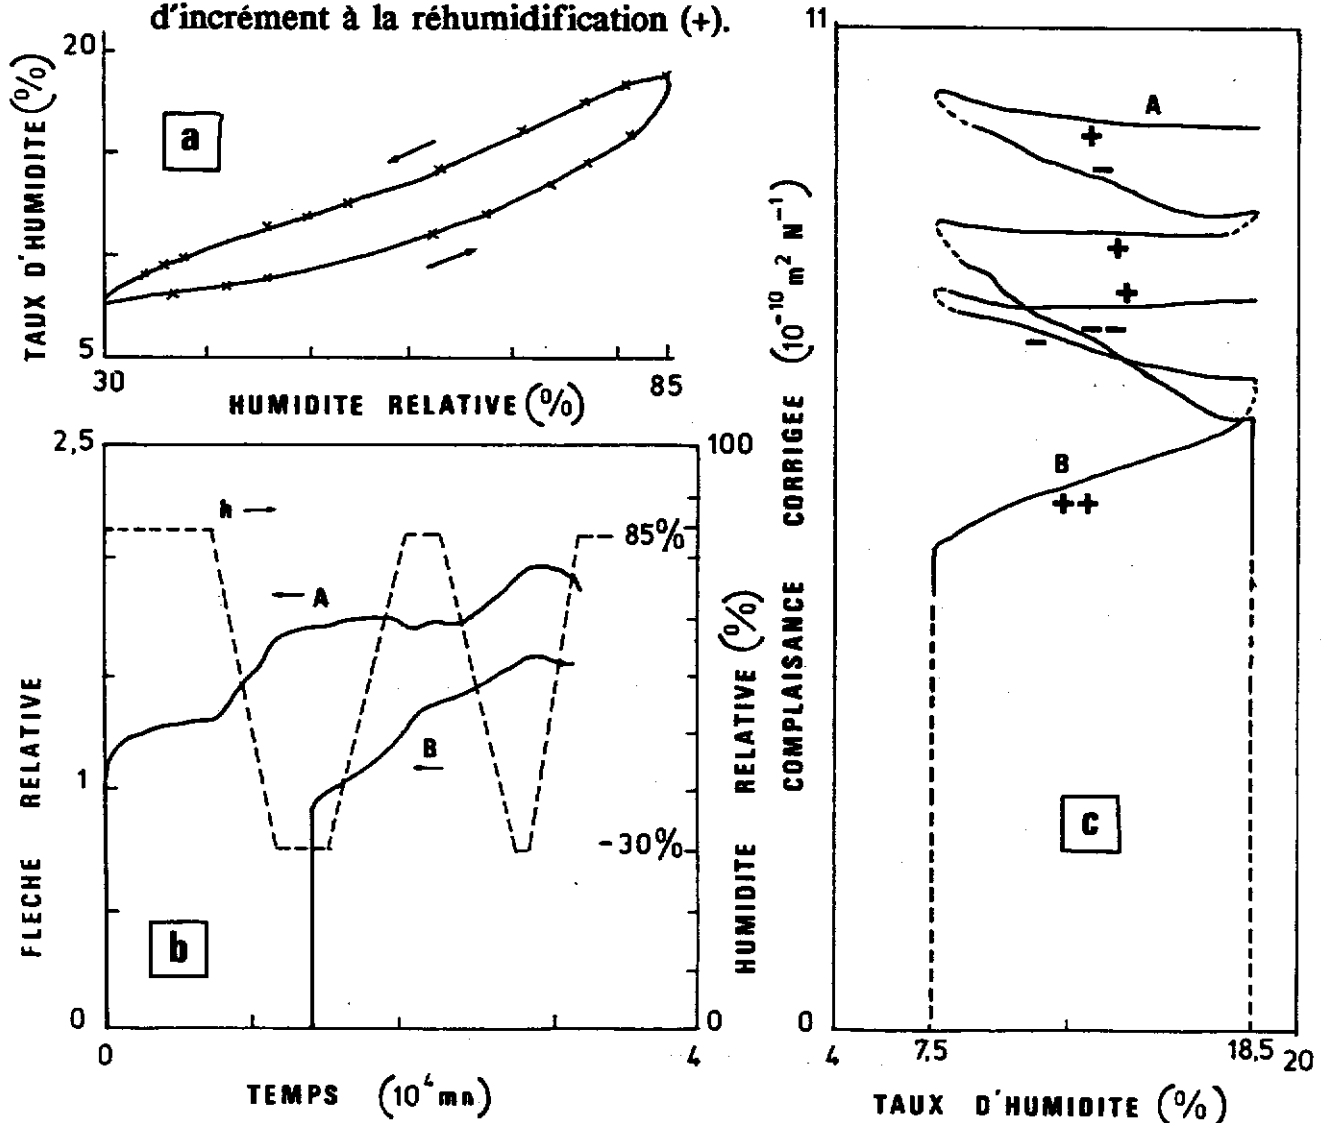 d'incrément à la réhumidification (+).
20
TAUX D'HUMIDITE (%)
a
5
30
85
HUMIDITE RELATIVE (%)
2,5
100
h →
85%
← A
B
←
-30%
FLECHE RELATIVE
1
HUMIDITE RELATIVE (%)
b
0
0
0
4
TEMPS (10⁴ mn)
11
A
+
-
+
+
--
-
B
++
COMPLAISANCE CORRIGEE (10⁻¹⁰ m² N⁻¹)
c
0
4
7,5
18,5
20
TAUX D'HUMIDITE (%)